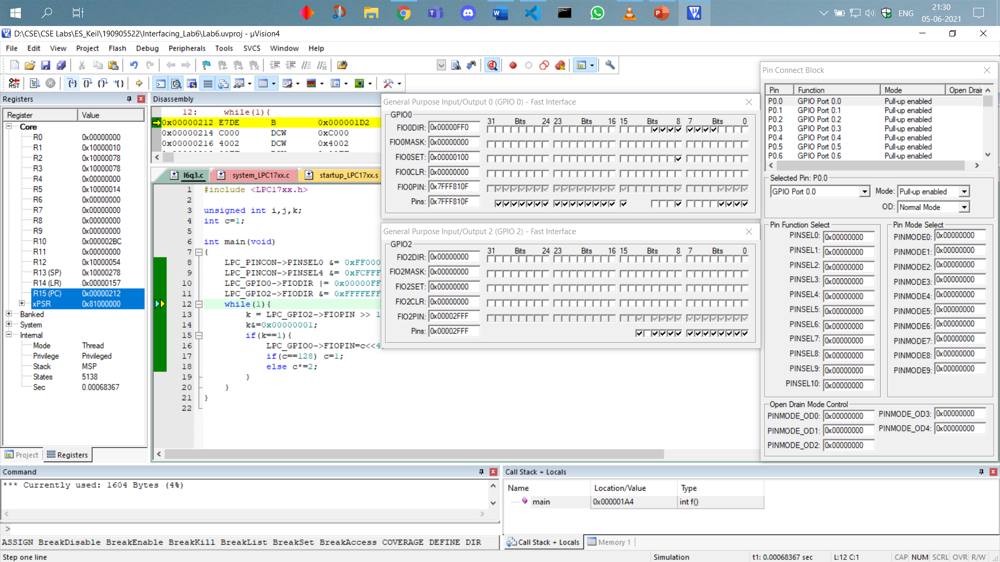 ENG
21:30
05-06-2021
D:\CSE\CSE Labs\ES_Keil\190905522\Interfacing_Lab6\Lab6.uvproj - µVision4
File Edit View Project Flash Debug Peripherals Tools SVCS Window Help
RST
Registers
Register Value
Core
R0 0x00000000
R1 0x10000010
R2 0x10000078
R3 0x10000078
R4 0x00000000
R5 0x10000014
R6 0x00000000
R7 0x00000000
R8 0x00000000
R9 0x00000000
R10 0x000002BC
R11 0x00000000
R12 0x10000054
R13 (SP) 0x10000278
R14 (LR) 0x00000157
R15 (PC) 0x00000212
xPSR 0x81000000
Banked
System
Internal
Mode Thread
Privilege Privileged
Stack MSP
States 5138
Sec 0.00068367
Project Registers
Disassembly
12: while(1){
0x00000212 E7DE B 0x000001D2
0x00000214 C000 DCW 0xC000
0x00000216 4002 DCW 0x4002
l6q3.c system_LPC17xx.c startup_LPC17xx.s
1 #include <LPC17xx.h>
2
3 unsigned int i,j,k;
4 int c=1;
5
6 int main(void)
7 {
8 LPC_PINCON->PINSEL0 &= 0xFF000
9 LPC_PINCON->PINSEL4 &= 0xFCFFF
10 LPC_GPIO0->FIODIR |= 0x00000FF
11 LPC_GPIO2->FIODIR &= 0xFFFFEFF
12 while(1){
13 k = LPC_GPIO2->FIOPIN >> 1
14 k&=0x00000001;
15 if(k==1){
16 LPC_GPIO0->FIOPIN=c<<4;
17 if(c==128) c=1;
18 else c*=2;
19 }
20 }
21 }
22
General Purpose Input/Output 0 (GPIO 0) - Fast Interface
GPIO0
31 Bits 24 23 Bits 16 15 Bits 8 7 Bits 0
FIO0DIR: 0x00000FF0
FIO0MASK: 0x00000000
FIO0SET: 0x00000100
FIO0CLR: 0x00000000
FIO0PIN: 0x7FFF810F
Pins: 0x7FFF810F
General Purpose Input/Output 2 (GPIO 2) - Fast Interface
GPIO2
31 Bits 24 23 Bits 16 15 Bits 8 7 Bits 0
FIO2DIR: 0x00000000
FIO2MASK: 0x00000000
FIO2SET: 0x00000000
FIO2CLR: 0x00000000
FIO2PIN: 0x00002FFF
Pins: 0x00002FFF
Pin Connect Block
Pin Function Mode Open Drair
P0.0 GPIO Port 0.0 Pull-up enabled
P0.1 GPIO Port 0.1 Pull-up enabled
P0.2 GPIO Port 0.2 Pull-up enabled
P0.3 GPIO Port 0.3 Pull-up enabled
P0.4 GPIO Port 0.4 Pull-up enabled
P0.5 GPIO Port 0.5 Pull-up enabled
P0.6 GPIO Port 0.6 Pull-up enabled
Selected Pin: P0.0
GPIO Port 0.0 Mode: Pull-up enabled
OD: Normal Mode
Pin Function Select
PINSEL0: 0x00000000
PINSEL1: 0x00000000
PINSEL2: 0x00000000
PINSEL3: 0x00000000
PINSEL4: 0x00000000
PINSEL5: 0x00000000
PINSEL6: 0x00000000
PINSEL7: 0x00000000
PINSEL8: 0x00000000
PINSEL9: 0x00000000
PINSEL10: 0x00000000
Pin Mode Select
PINMODE0: 0x00000000
PINMODE1: 0x00000000
PINMODE2: 0x00000000
PINMODE3: 0x00000000
PINMODE4: 0x00000000
PINMODE5: 0x00000000
PINMODE6: 0x00000000
PINMODE7: 0x00000000
PINMODE8: 0x00000000
PINMODE9: 0x00000000
Open Drain Mode Control
PINMODE_OD0: 0x00000000 PINMODE_OD3: 0x00000000
PINMODE_OD1: 0x00000000 PINMODE_OD4: 0x00000000
PINMODE_OD2: 0x00000000
Command
*** Currently used: 1604 Bytes (4%)
>
ASSIGN BreakDisable BreakEnable BreakKill BreakList BreakSet BreakAccess COVERAGE DEFINE DIR
Call Stack + Locals
Name Location/Value Type
main 0x000001A4 int f()
Call Stack + Locals Memory 1
Step one line Simulation t1: 0.00068367 sec L:12 C:1 CAP NUM SCRL OVR R/W